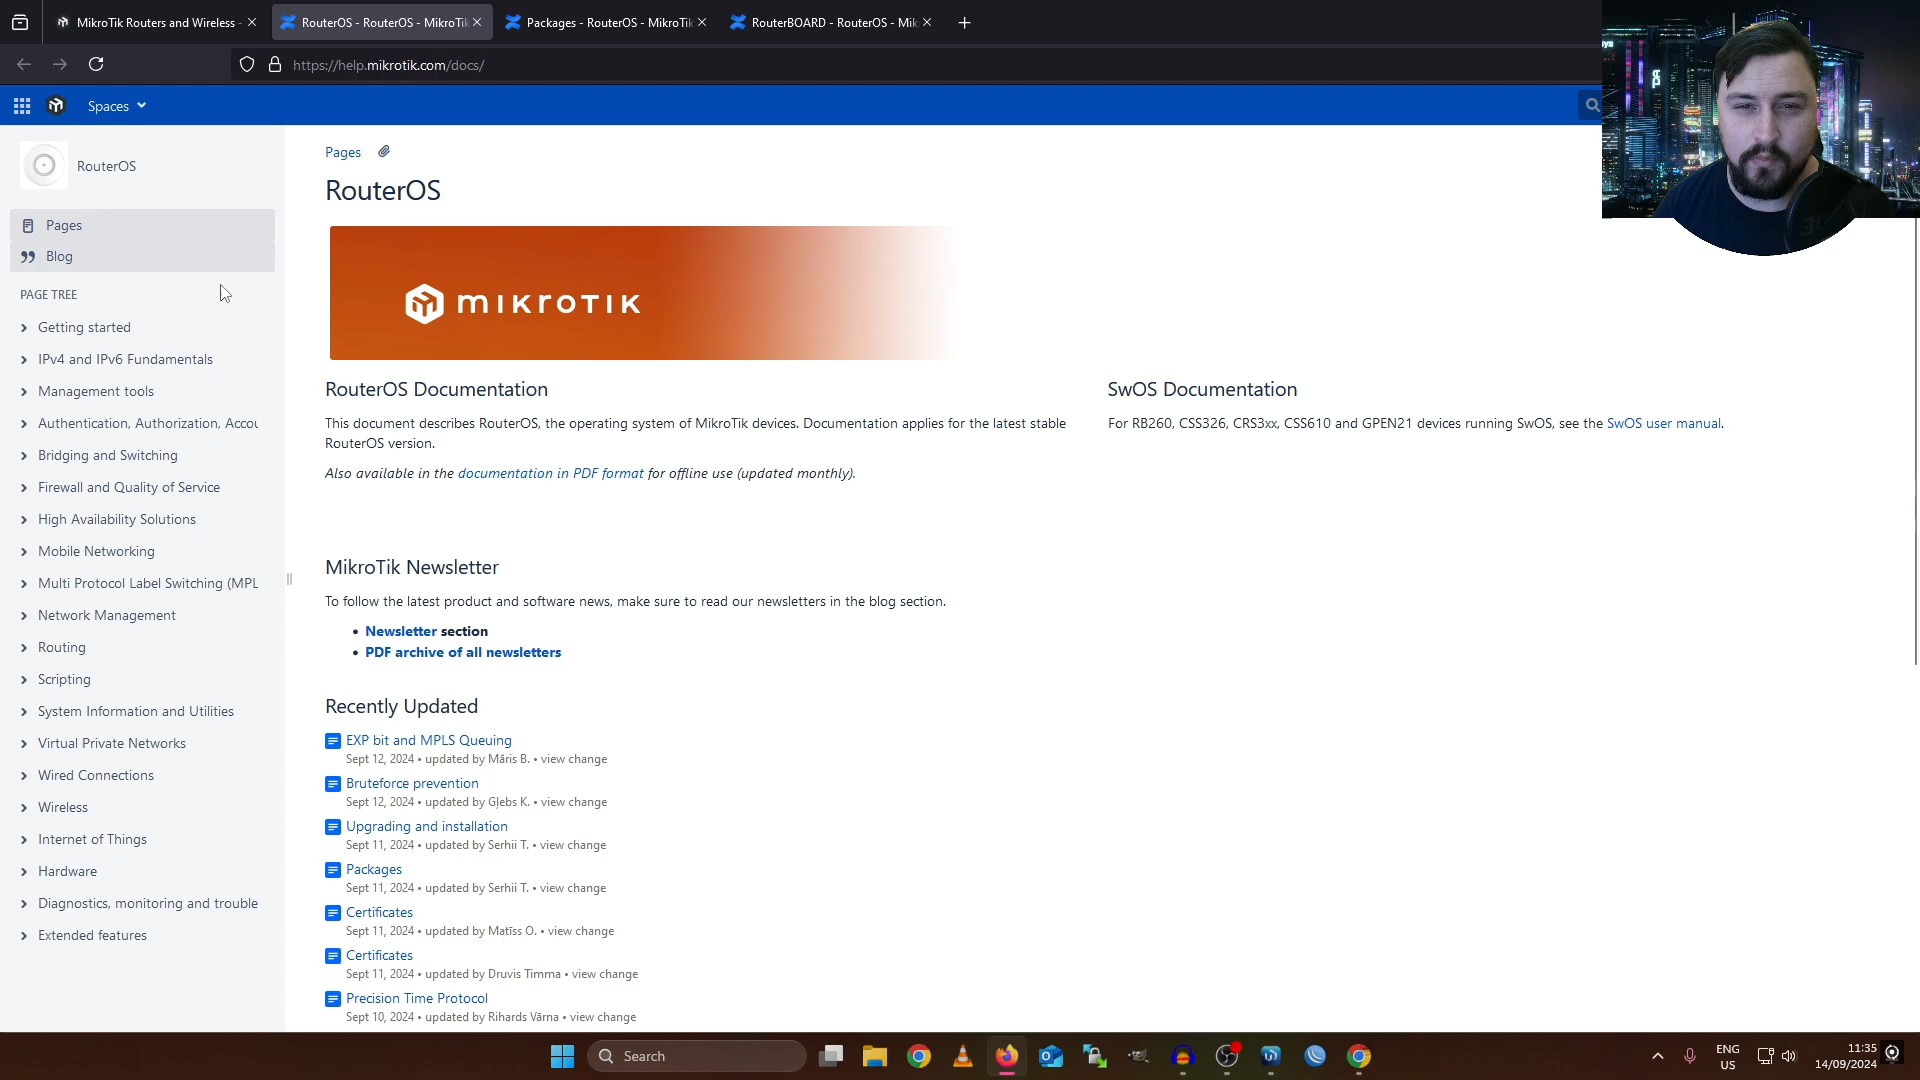 MikroTik Routers and Wireless -
RouterOS - RouterOS - MikroTik
Packages - RouterOS - MikroTik
RouterBOARD - RouterOS - Mik
https://help.mikrotik.com/docs/
Spaces
RouterOS
Pages
Blog
PAGE TREE
Getting started
IPv4 and IPv6 Fundamentals
Management tools
Authentication, Authorization, Accou
Bridging and Switching
Firewall and Quality of Service
High Availability Solutions
Mobile Networking
Multi Protocol Label Switching (MPL
Network Management
Routing
Scripting
System Information and Utilities
Virtual Private Networks
Wired Connections
Wireless
Internet of Things
Hardware
Diagnostics, monitoring and trouble
Extended features
Pages
RouterOS
mikrotik
RouterOS Documentation
This document describes RouterOS, the operating system of MikroTik devices. Documentation applies for the latest stable
RouterOS version.
Also available in the documentation in PDF format for offline use (updated monthly).
SwOS Documentation
For RB260, CSS326, CRS3xx, CSS610 and GPEN21 devices running SwOS, see the SwOS user manual.
MikroTik Newsletter
To follow the latest product and software news, make sure to read our newsletters in the blog section.
• Newsletter section
• PDF archive of all newsletters
Recently Updated
EXP bit and MPLS Queuing
Sept 12, 2024 • updated by Māris B. • view change
Bruteforce prevention
Sept 12, 2024 • updated by Gļebs K. • view change
Upgrading and installation
Sept 11, 2024 • updated by Serhii T. • view change
Packages
Sept 11, 2024 • updated by Serhii T. • view change
Certificates
Sept 11, 2024 • updated by Matīss O. • view change
Certificates
Sept 11, 2024 • updated by Druvis Timma • view change
Precision Time Protocol
Sept 10, 2024 • updated by Rihards Vārna • view change
Search
ENG
US
11:35
14/09/2024